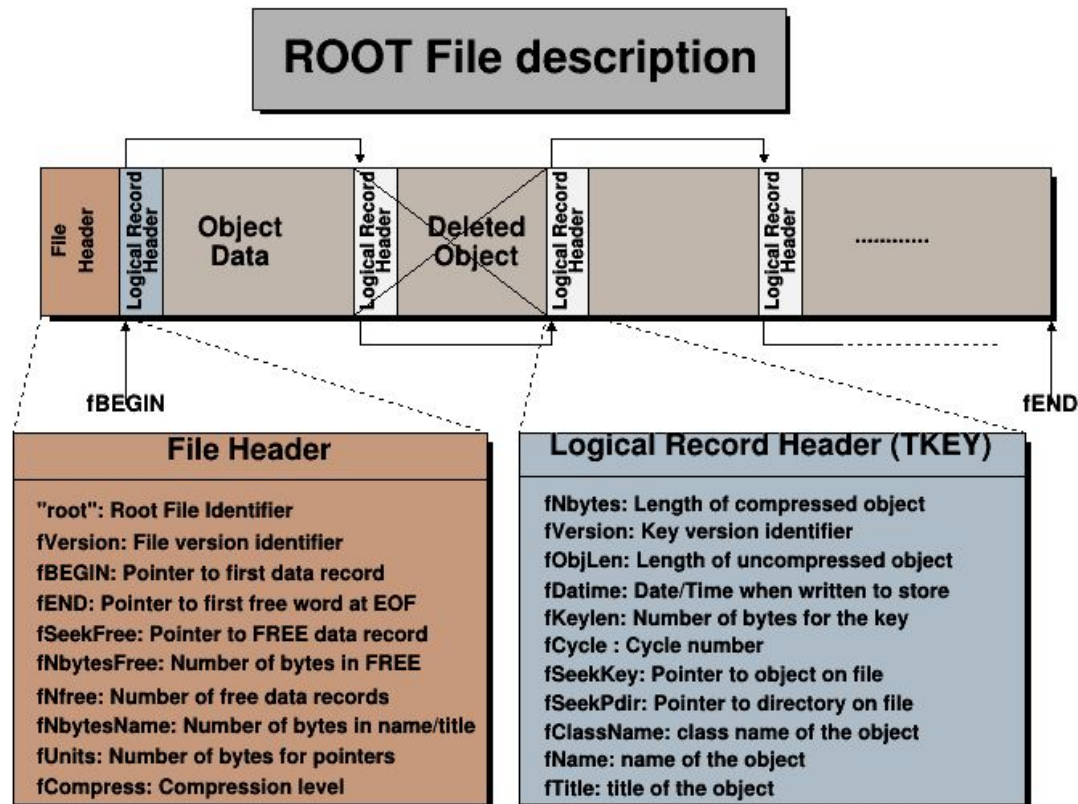 ROOT File description
File
Header
Logical Record
Header
Object
Data
Logical Record
Header
Deleted
Object
Logical Record
Header
Logical Record
Header
............
fBEGIN
fEND
File Header
"root": Root File Identifier
fVersion: File version identifier
fBEGIN: Pointer to first data record
fEND: Pointer to first free word at EOF
fSeekFree: Pointer to FREE data record
fNbytesFree: Number of bytes in FREE
fNfree: Number of free data records
fNbytesName: Number of bytes in name/title
fUnits: Number of bytes for pointers
fCompress: Compression level
Logical Record Header (TKEY)
fNbytes: Length of compressed object
fVersion: Key version identifier
fObjLen: Length of uncompressed object
fDatime: Date/Time when written to store
fKeylen: Number of bytes for the key
fCycle : Cycle number
fSeekKey: Pointer to object on file
fSeekPdir: Pointer to directory on file
fClassName: class name of the object
fName: name of the object
fTitle: title of the object